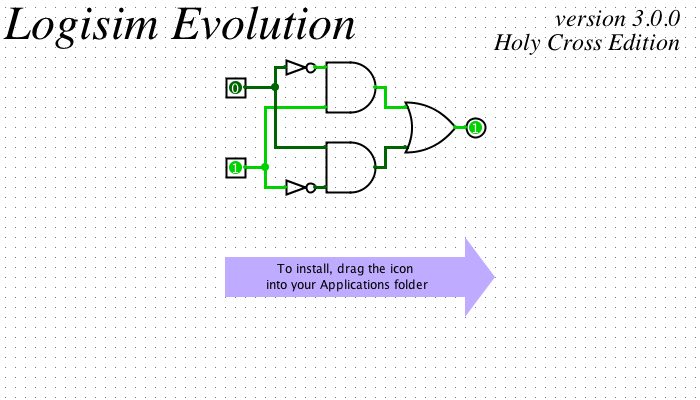 Logisim Evolution
version 3.0.0
Holy Cross Edition
0
1
1
To install, drag the icon
into your Applications folder